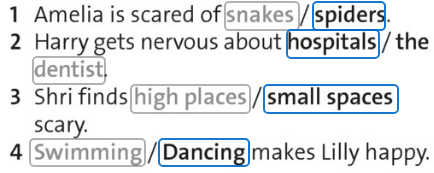 1 Amelia is scared of snakes / spiders.
2 Harry gets nervous about hospitals / the
dentist.
3 Shri finds high places / small spaces
scary.
4 Swimming / Dancing makes Lilly happy.